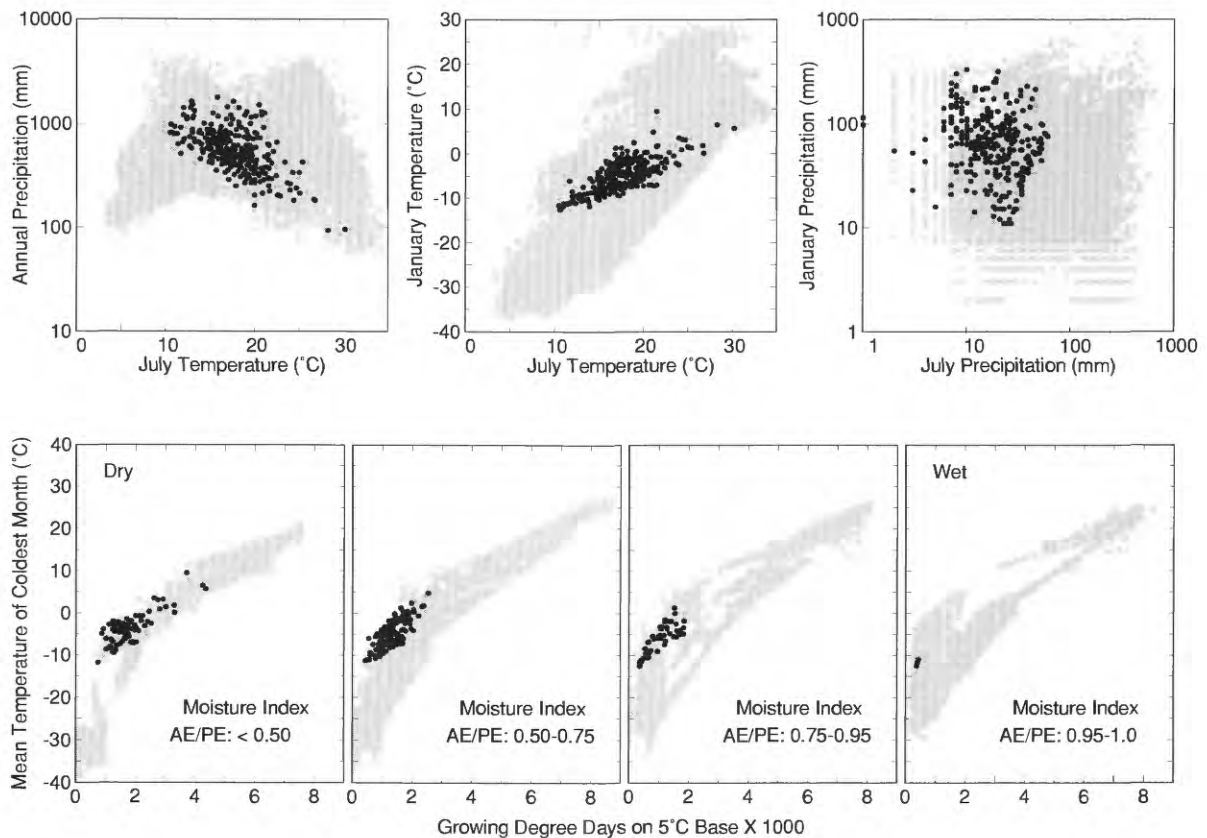 10000
1000
100
10
Annual Precipitation (mm)
0 10 20 30
July Temperature (˚C)
30
20
10
0
-10
-20
-30
-40
January Temperature (˚C)
0 10 20 30
July Temperature (˚C)
1000
100
10
1
January Precipitation (mm)
1 10 100 1000
July Precipitation (mm)
40
30
20
10
0
-10
-20
-30
-40
Mean Temperature of Coldest Month (˚C)
Dry
Moisture Index
AE/PE: < 0.50
0 2 4 6 8
Moisture Index
AE/PE: 0.50-0.75
0 2 4 6 8
Moisture Index
AE/PE: 0.75-0.95
0 2 4 6 8
Wet
Moisture Index
AE/PE: 0.95-1.0
0 2 4 6 8
Growing Degree Days on 5˚C Base X 1000